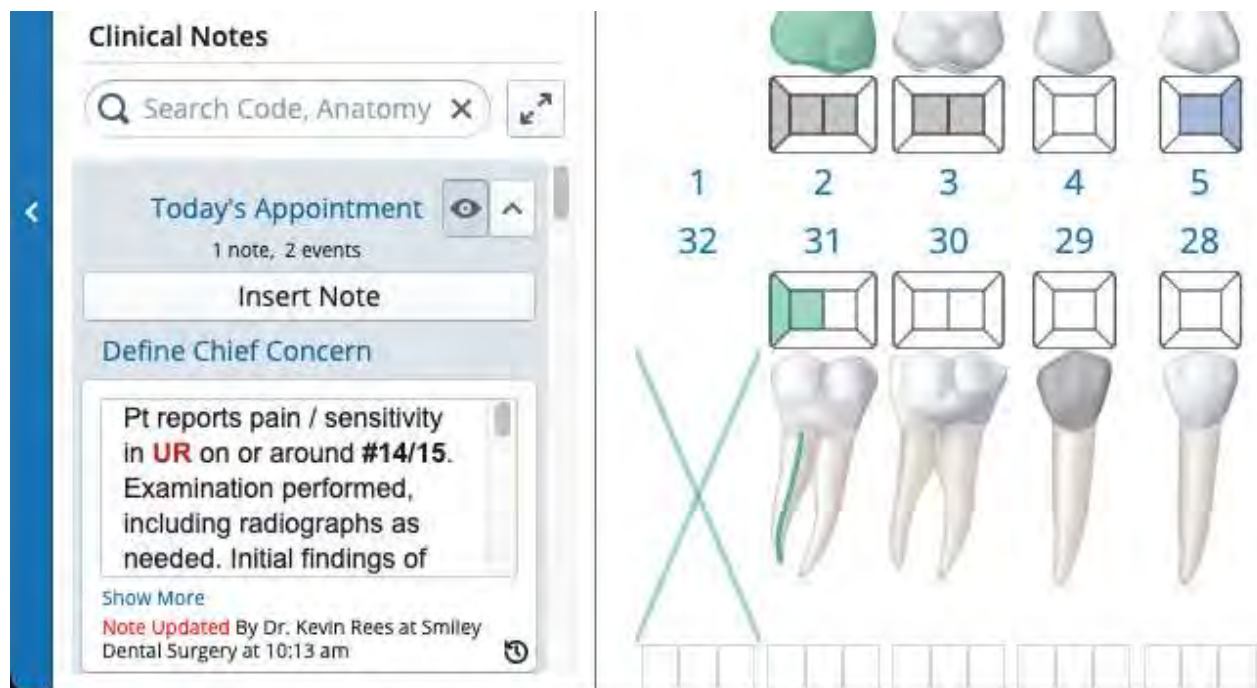 Clinical Notes
Search Code, Anatomy
Today's Appointment
1 note, 2 events
Insert Note
Define Chief Concern
Pt reports pain / sensitivity
in UR on or around #14/15.
Examination performed,
including radiographs as
needed. Initial findings of
Show More
Note Updated By Dr. Kevin Rees at Smiley
Dental Surgery at 10:13 am
1 2 3 4 5
32 31 30 29 28